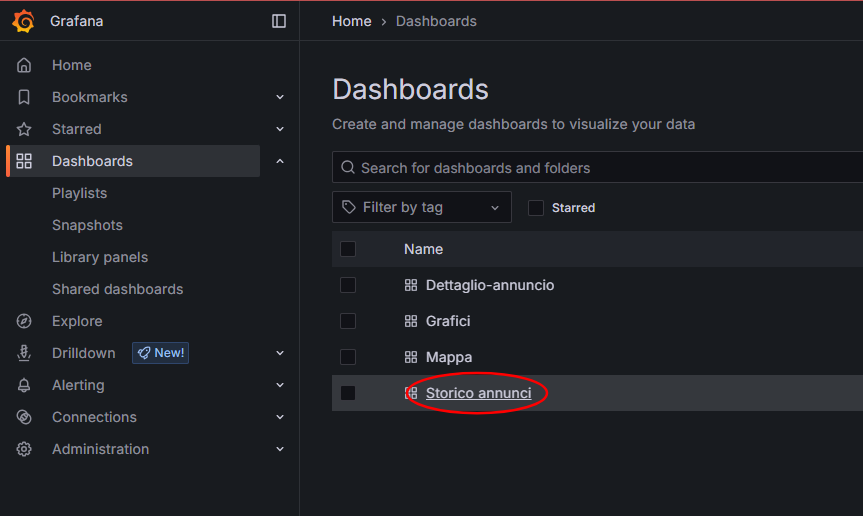 Grafana
Home
Bookmarks
Starred
Dashboards
Playlists
Snapshots
Library panels
Shared dashboards
Explore
Drilldown New!
Alerting
Connections
Administration
Home › Dashboards
Dashboards
Create and manage dashboards to visualize your data
Search for dashboards and folders
Filter by tag Starred
Name
Dettaglio-annuncio
Grafici
Mappa
Storico annunci